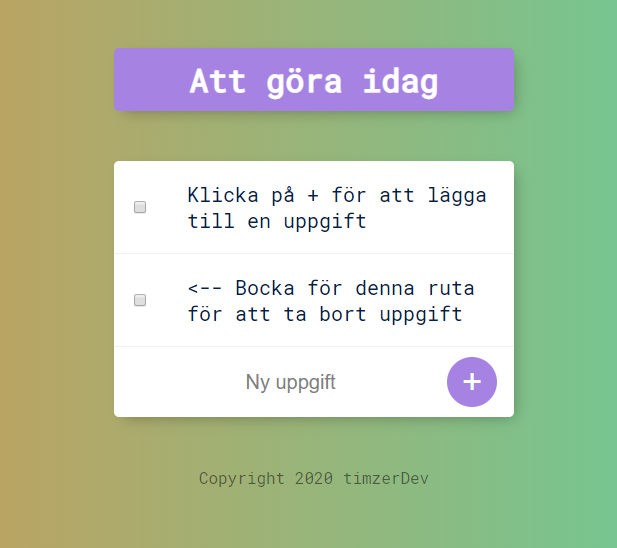 Att göra idag
Klicka på + för att lägga
till en uppgift
<-- Bocka för denna ruta
för att ta bort uppgift
Ny uppgift
+
Copyright 2020 timzerDev